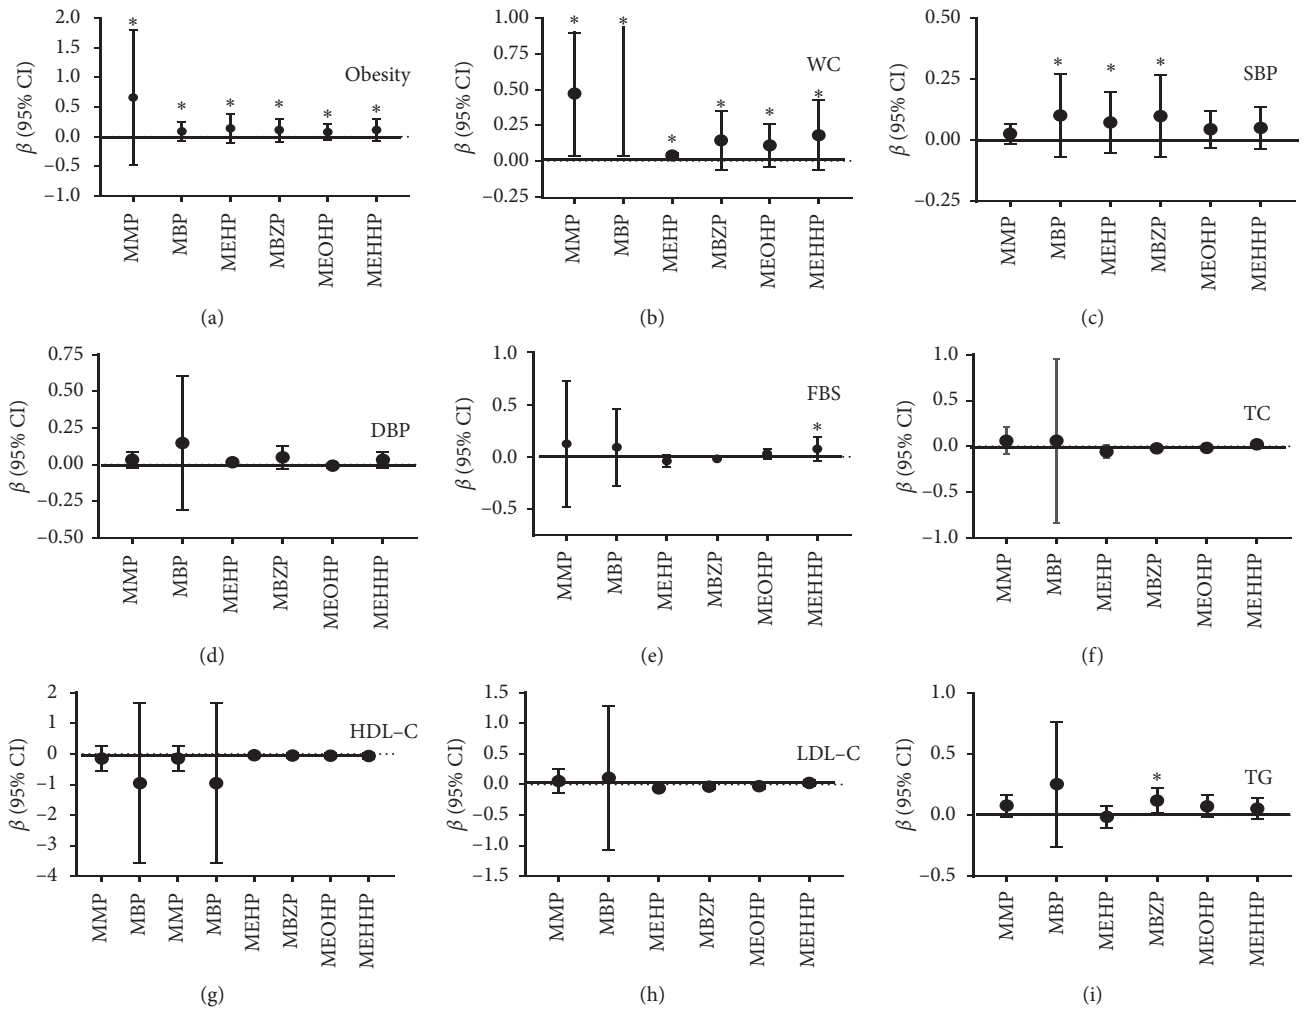 β (95% CI)
2.0
1.5
1.0
0.5
0.0
–0.5
–1.0
*
*
*
*
*
*
Obesity
MMP
MBP
MEHP
MBZP
MEOHP
MEHHP
(a)
β (95% CI)
1.00
0.75
0.50
0.25
0.00
–0.25
*
*
*
*
*
*
WC
MMP
MBP
MEHP
MBZP
MEOHP
MEHHP
(b)
β (95% CI)
0.50
0.25
0.00
–0.25
*
*
*
SBP
MMP
MBP
MEHP
MBZP
MEOHP
MEHHP
(c)
β (95% CI)
0.75
0.50
0.25
0.00
–0.25
–0.50
DBP
MMP
MBP
MEHP
MBZP
MEOHP
MEHHP
(d)
β (95% CI)
1.0
0.5
0.0
–0.5
FBS
*
MMP
MBP
MEHP
MBZP
MEOHP
MEHHP
(e)
β (95% CI)
1.0
0.5
0.0
–0.5
–1.0
TC
MMP
MBP
MEHP
MBZP
MEOHP
MEHHP
(f)
β (95% CI)
2
1
0
–1
–2
–3
–4
HDL–C
MMP
MBP
MMP
MBP
MEHP
MBZP
MEOHP
MEHHP
(g)
β (95% CI)
1.5
1.0
0.5
0.0
–0.5
–1.0
–1.5
LDL–C
MMP
MBP
MEHP
MBZP
MEOHP
MEHHP
(h)
β (95% CI)
1.0
0.5
0.0
–0.5
*
TG
MMP
MBP
MEHP
MBZP
MEOHP
MEHHP
(i)